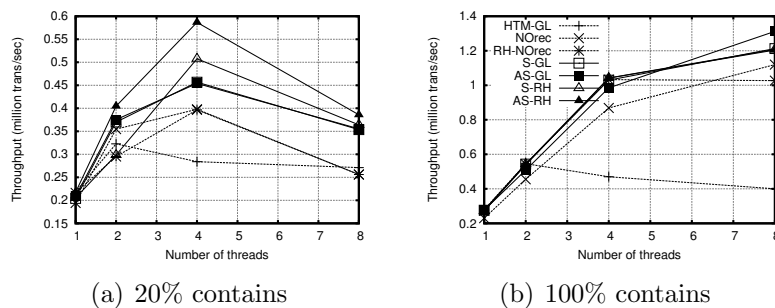 0.6
0.55
0.5
0.45
0.4
0.35
0.3
0.25
0.2
0.15
Throughput (million trans/sec)
1 2 3 4 5 6 7 8
Number of threads
(a) 20% contains
1.4
1.2
1
0.8
0.6
0.4
0.2
Throughput (million trans/sec)
HTM-GL
NOrec
RH-NOrec
S-GL
AS-GL
S-RH
AS-RH
1 2 3 4 5 6 7 8
Number of threads
(b) 100% contains